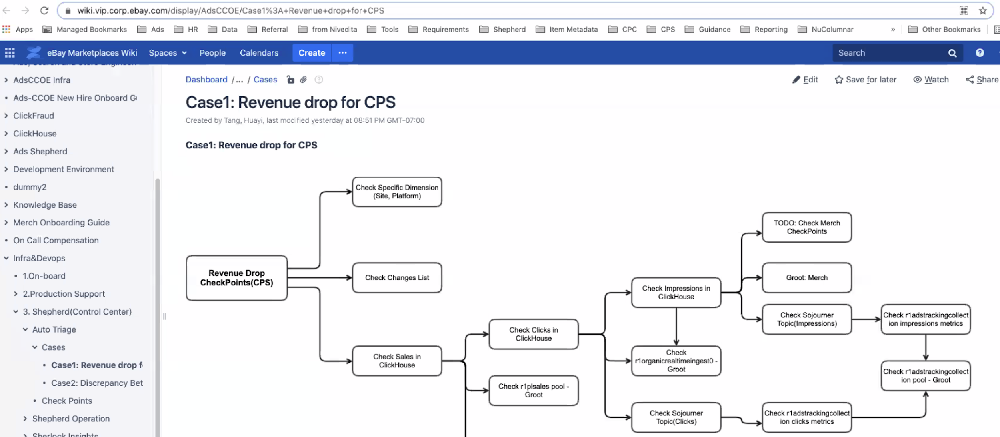 wiki.vip.corp.ebay.com/display/AdsCCOE/Case1%3A+Revenue+drop+for+CPS
Apps Managed Bookmarks Ads HR Data Referral from Nivedita Tools Requirements Shepherd Item Metadata CPC CPS Guidance Reporting NuColumnar » Other Bookmarks
eBay Marketplaces Wiki Spaces People Calendars Create ··· Search
AdsCCOE Infra
Ads-CCOE New Hire Onboard G
ClickFraud
ClickHouse
Ads Shepherd
Development Environment
dummy2
Knowledge Base
Merch Onboarding Guide
On Call Compensation
Infra&Devops
1.On-board
2.Production Support
3. Shepherd(Control Center)
Auto Triage
Cases
Case1: Revenue drop f
Case2: Discrepancy Bet
Check Points
Shepherd Operation
Sherlock Insights
Dashboard /... / Cases
Edit Save for later Watch Share
Case1: Revenue drop for CPS
Created by Tang, Huayi, last modified yesterday at 08:51 PM GMT-07:00
Case1: Revenue drop for CPS
Revenue Drop
CheckPoints(CPS)
Check Specific Dimension
(Site, Platform)
Check Changes List
Check Sales in
ClickHouse
Check Clicks in
ClickHouse
Check r1plsales pool -
Groot
Check Impressions in
ClickHouse
Check
r1organicrealtimeingest0 -
Groot
Check Sojourner
Topic(Clicks)
TODO: Check Merch
CheckPoints
Groot: Merch
Check Sojourner
Topic(Impressions)
Check r1adstrackingcollect
ion clicks metrics
Check r1adstrackingcollect
ion impressions metrics
Check r1adstrackingcollect
ion pool - Groot